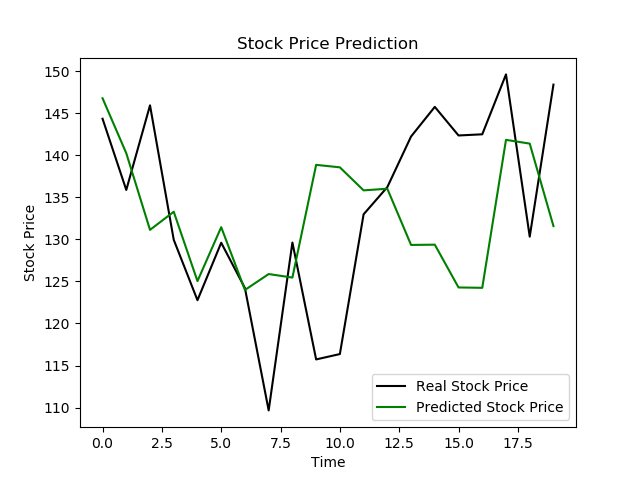 Stock Price Prediction
150
145
140
135
130
125
120
115
110
Stock Price
Real Stock Price
Predicted Stock Price
0.0 2.5 5.0 7.5 10.0 12.5 15.0 17.5
Time